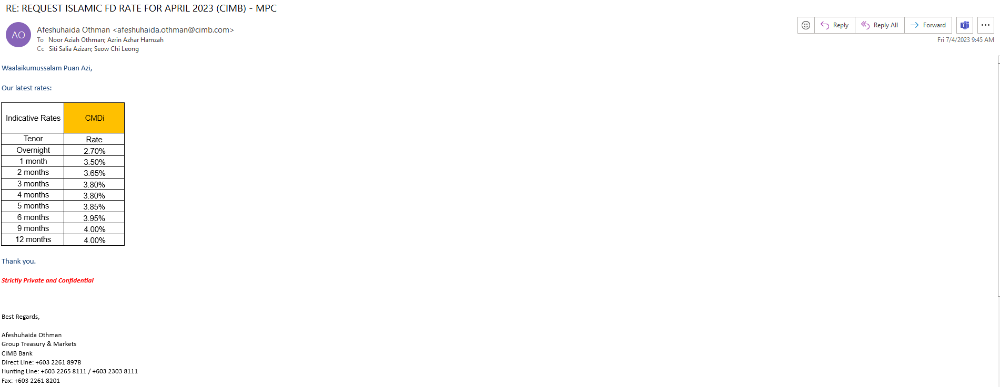 RE: REQUEST ISLAMIC FD RATE FOR APRIL 2023 (CIMB) - MPC
AO
Afeshuhaida Othman <afeshuhaida.othman@cimb.com>
To Noor Aziah Othman; Azrin Azhar Hamzah
Cc Siti Salia Azizan; Seow Chi Leong
Reply Reply All Forward
Fri 7/4/2023 9:45 AM
Waalaikumussalam Puan Azi,
Our latest rates:
Indicative Rates CMDi
Tenor Rate
Overnight 2.70%
1 month 3.50%
2 months 3.65%
3 months 3.80%
4 months 3.80%
5 months 3.85%
6 months 3.95%
9 months 4.00%
12 months 4.00%
Thank you.
Strictly Private and Confidential
Best Regards,
Afeshuhaida Othman
Group Treasury & Markets
CIMB Bank
Direct Line: +603 2261 8978
Hunting Line: +603 2265 8111 / +603 2303 8111
Fax: +603 2261 8201